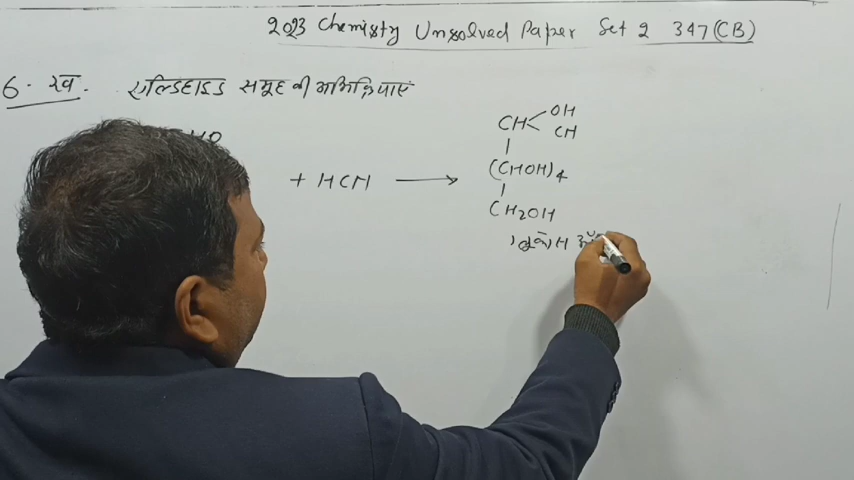 2023 Chemistry Unsolved Paper Set 2 347(CB)
6. ख. एल्डिहाइड समूह की अभिक्रियाएं
HO
+ HCN ⟶ CH< OH CN
|
(CHOH)4
|
CH2OH